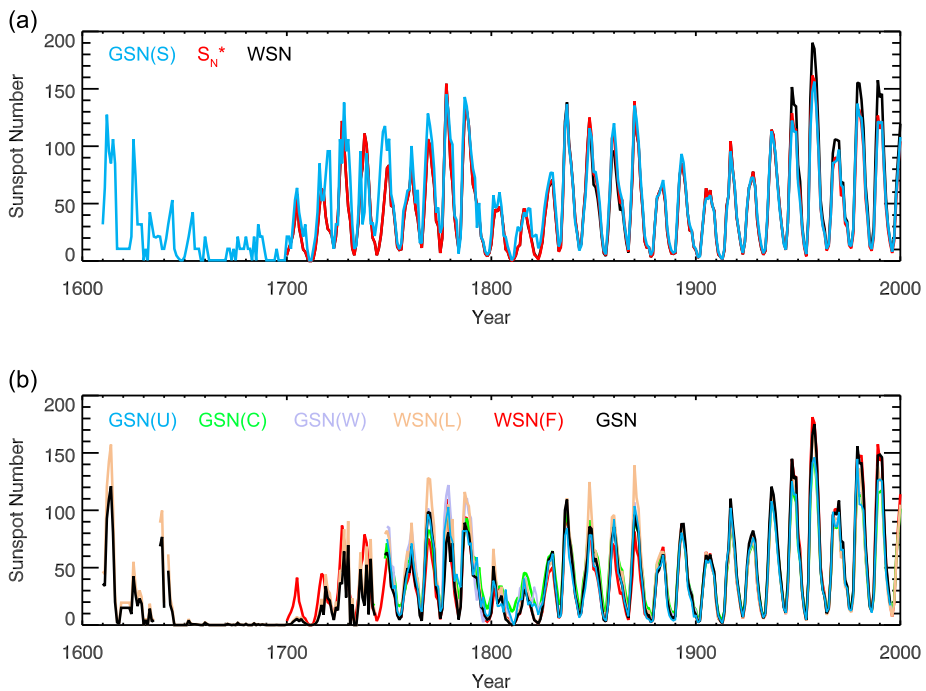 (a)
200
GSN(S) S_N* WSN
150
100
50
0
Sunspot Number
1600 1700 1800 1900 2000
Year
(b)
200
GSN(U) GSN(C) GSN(W) WSN(L) WSN(F) GSN
150
100
50
0
Sunspot Number
1600 1700 1800 1900 2000
Year